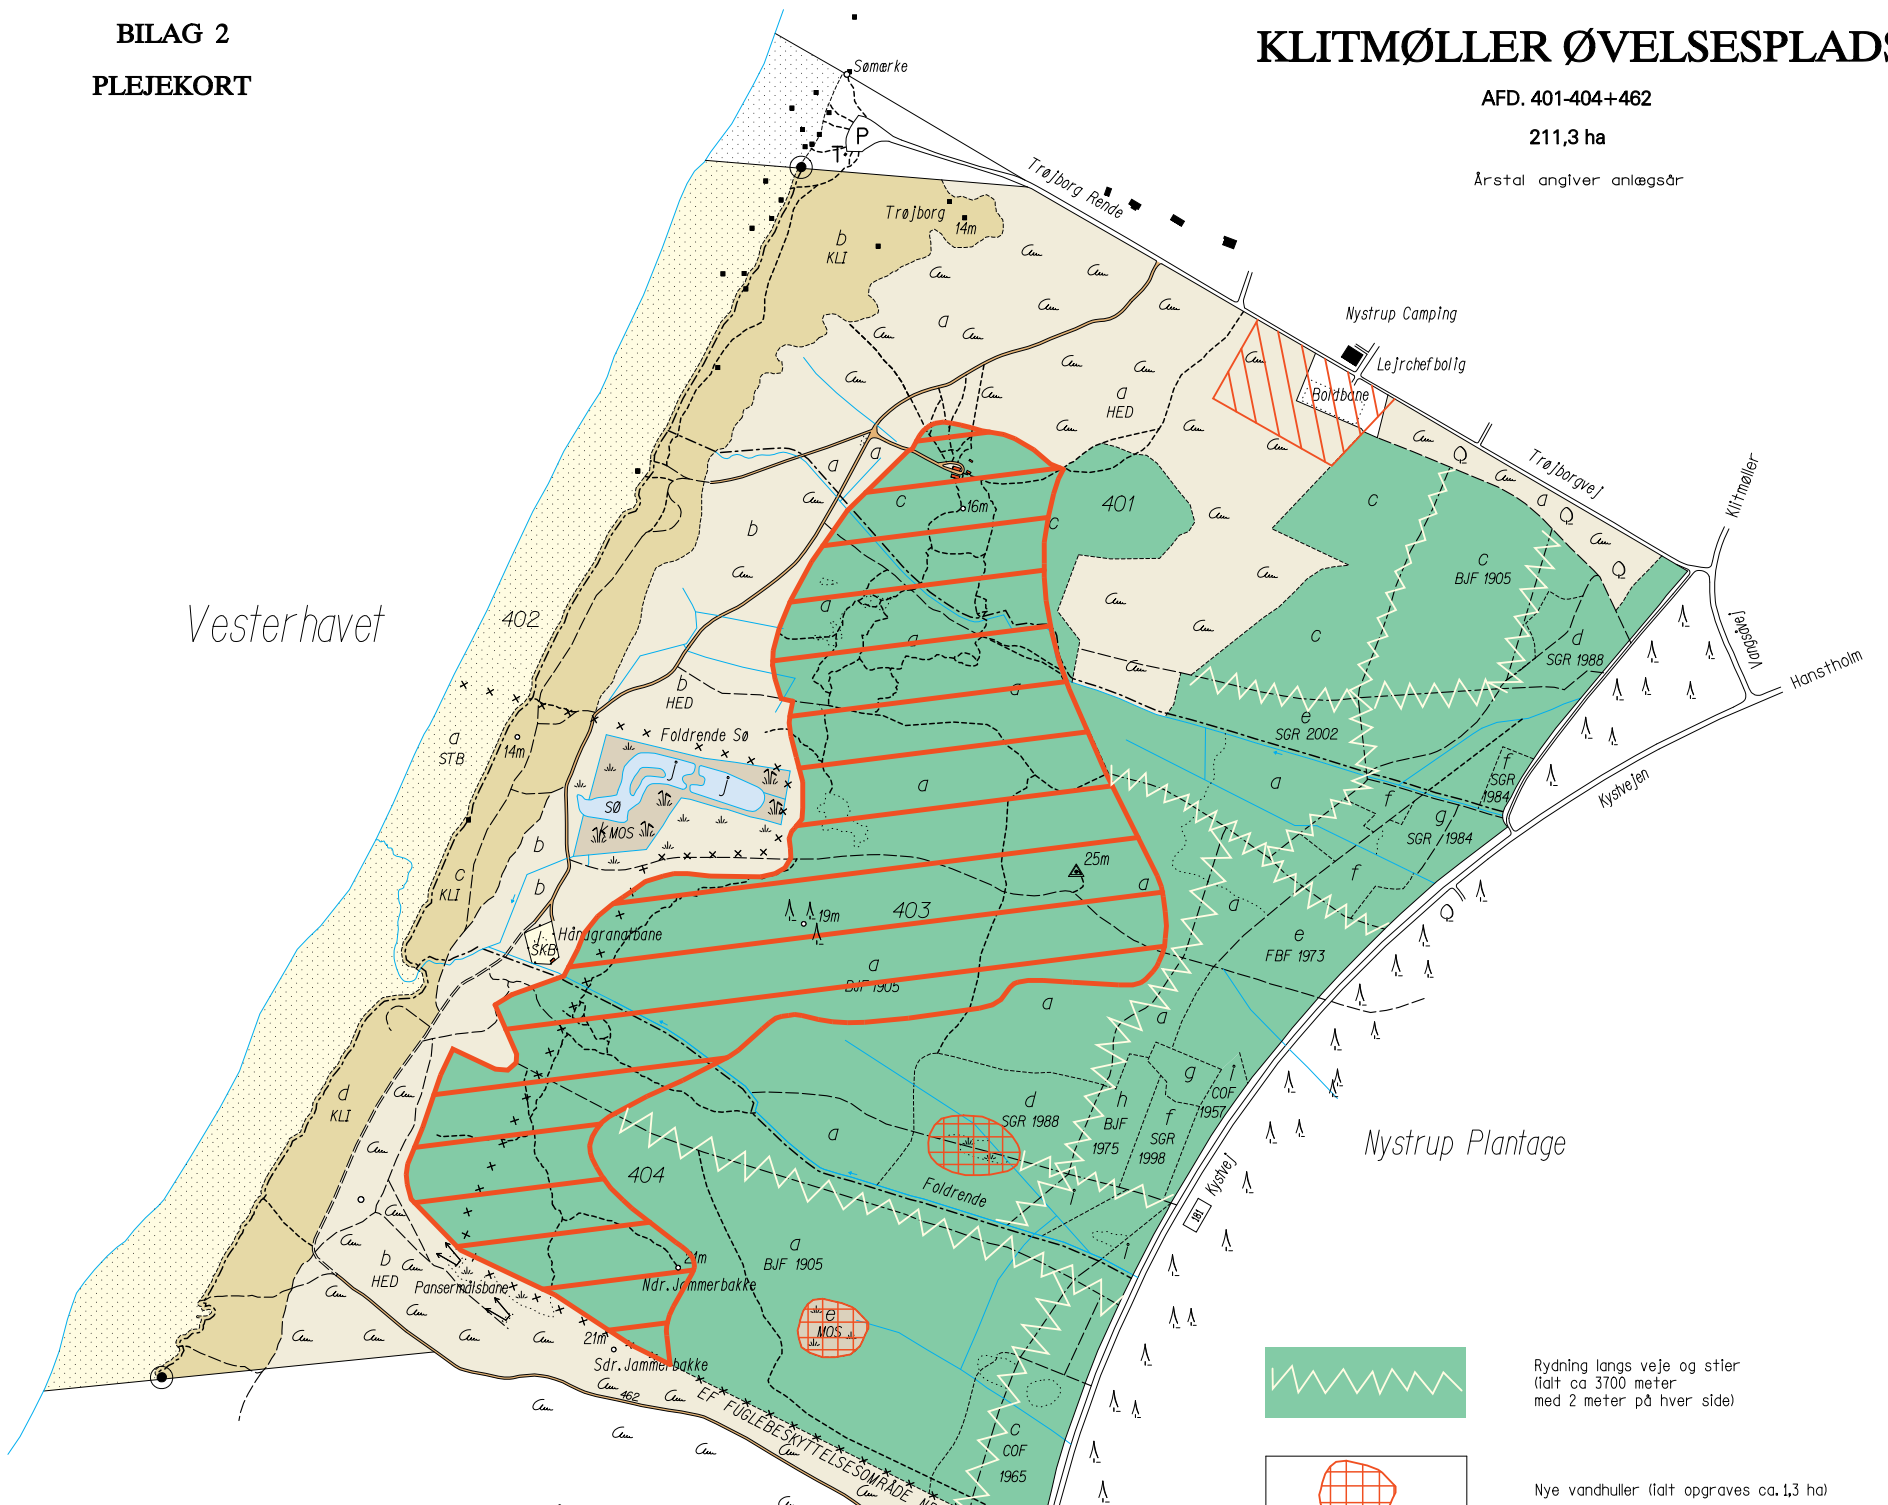 BILAG 2
PLEJEKORT
KLITMØLLER ØVELSESPLADS
AFD. 401-404+462
211,3 ha
Årstal angiver anlægsår
Sømærke
P
T
Trøjborg Rende
Trøjborg
14m
b
KLI
a
Nystrup Camping
Lejrchefbolig
Boldbane
a
HED
Trøjborgvej
Klitmøller
a
a
c
16m
c
401
c
a
b
c
BJF 1905
Vesterhavet
402
a
a
c
d
SGR 1988
Vangsåvej
Hanstholm
b
HED
a
e
SGR 2002
Foldrende Sø
a
STB
14m
j
j
SØ
k MOS
a
a
f
SGR
1984
f
g
SGR 1984
Kystvejen
b
b
c
KLI
25m
a
f
403
19m
a
Håndgranatbane
SKB
e
FBF 1973
a
BJF 1905
a
a
d
KLI
g
i
COF
1957
d
SGR 1988
h
BJF
1975
f
SGR
1998
a
404
Foldrende
Kystvej
181
Nystrup Plantage
i
a
BJF 1905
b
HED
Pansermålsbane
21m
Ndr.Jammerbakke
e
MOS
21m
Sdr.Jammerbakke
462
EF FUGLEBESKYTTELSESOMRÅDE
c
COF
1965
Rydning langs veje og stier
(ialt ca 3700 meter
med 2 meter på hver side)
Nye vandhuller (ialt opgraves ca. 1,3 ha)